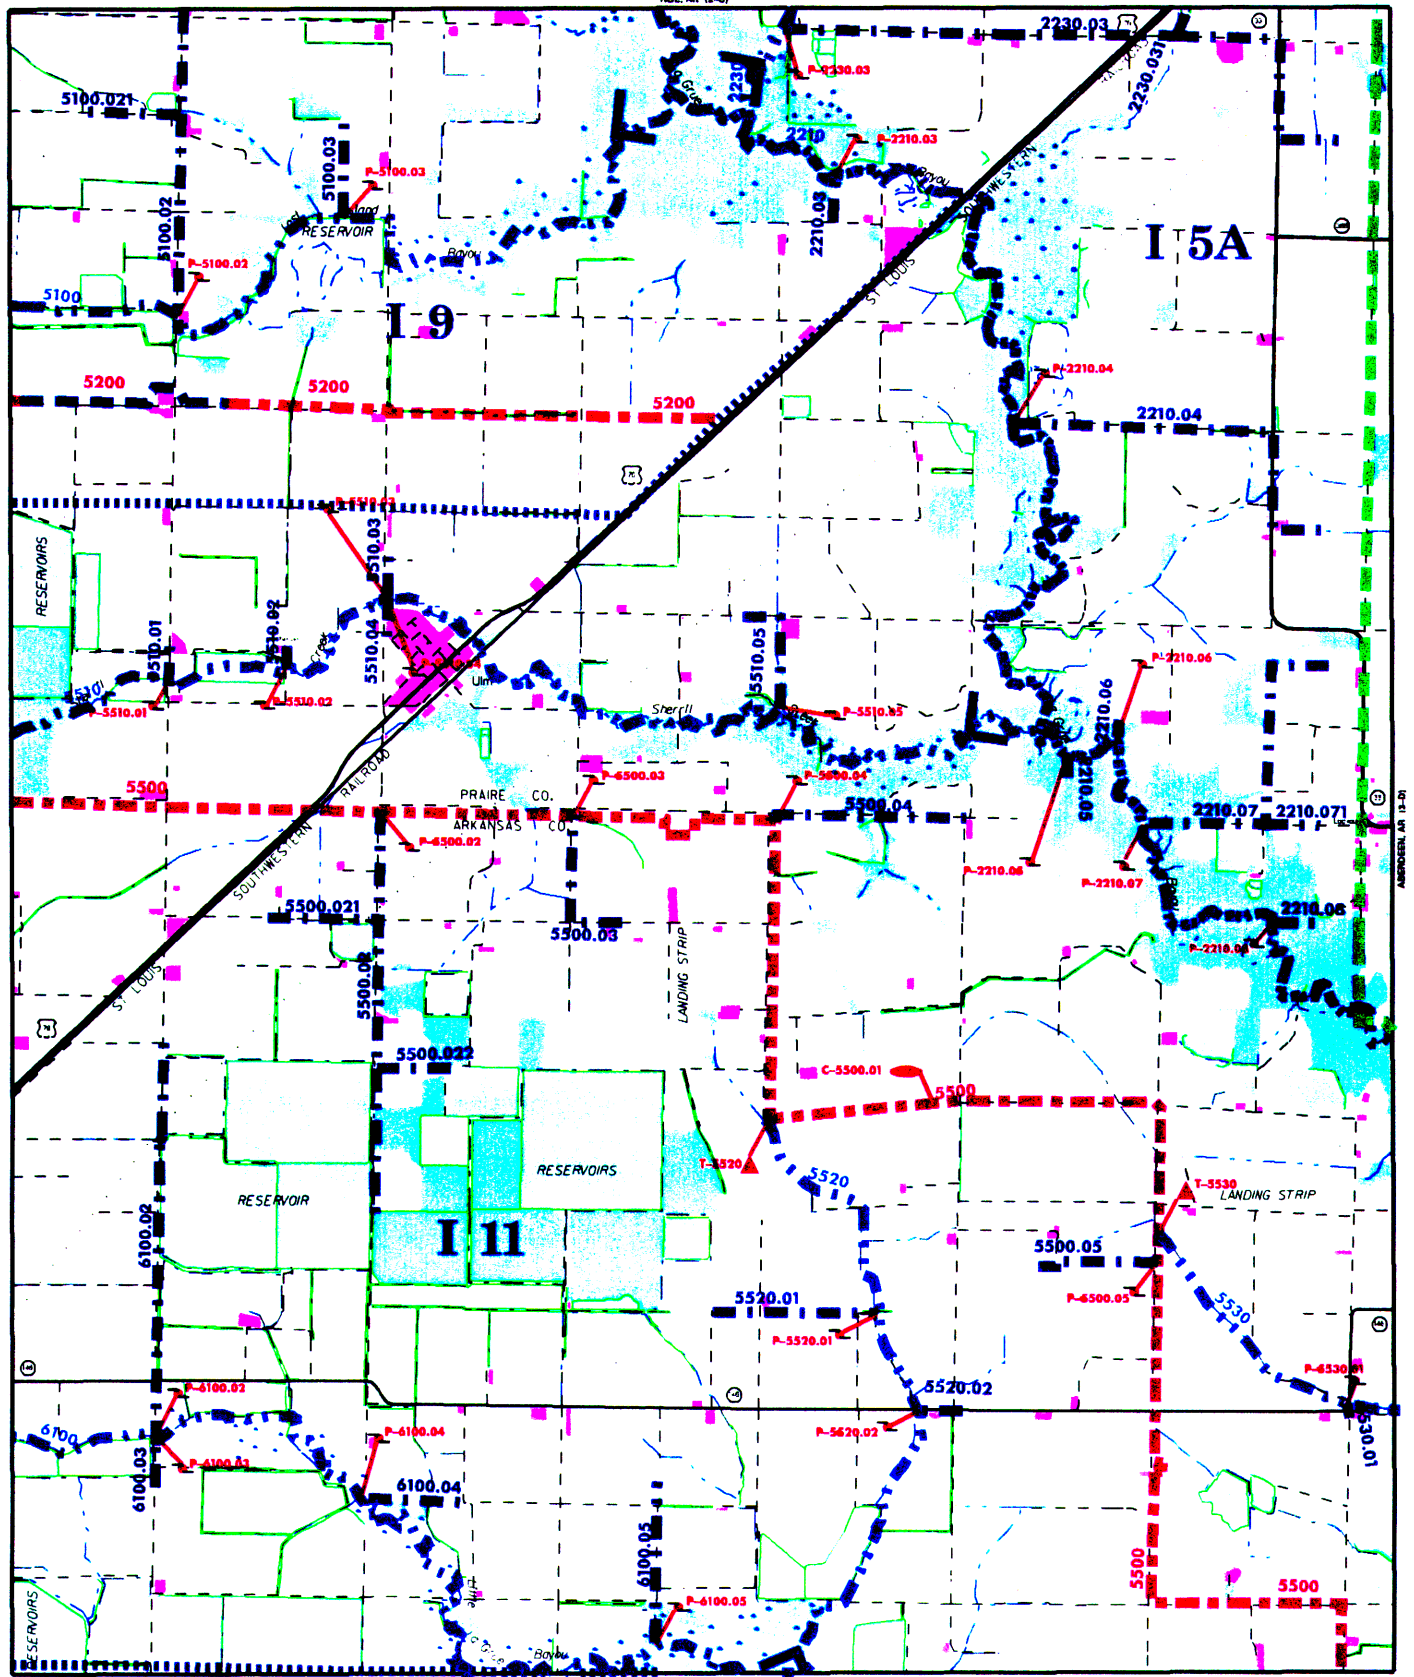 2230.03
P-2230.03
2230
2230.031
5100.021
2210
P-2210.03
5100.03
P-5100.03
Bayou
SOUTHWESTERN
5100.02
RESERVOIR
2210.03
I 5A
Bayou
P-5100.02
ST LOUIS
5100
I 9
P-2210.04
5200
5200
5200
2210.04
5510.03
RESERVOIRS
5510.01
5510.02
Creek
5510.04
5510.05
P-2210.06
Ulm
2210.06
5510
P-5510.01
P-5510.02
Sherrill
P-5510.05
RAILROAD
P-5500.03
P-5500.04
2210.05
5500
PRAIRE CO.
ARKANSAS CO.
5500.04
2210.07
2210.071
ABERDEEN, AR (3-D)
SOUTHWESTERN
P-5500.02
P-2210.05
P-2210.07
5500.021
5500.03
2210.08
P-2210.08
LANDING STRIP
5500.02
ST LOUIS
5500.022
C-5500.01
5500
RESERVOIRS
T-5520
5520
T-5530
LANDING STRIP
RESERVOIR
6100.02
I 11
5500.05
P-5500.05
5520.01
P-5520.01
5530
P-5530.01
P-6100.02
5520.02
6100
P-6100.04
P-5520.02
5530.01
P-6100.03
6100.03
6100.04
6100.05
5500
5500
RESERVOIRS
P-6100.05
Little
Bayou